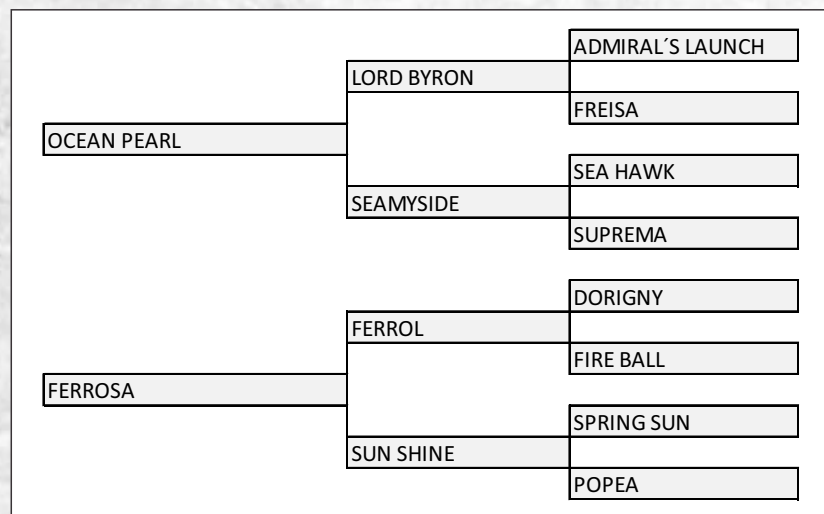 ADMIRAL´S LAUNCH
LORD BYRON
FREISA
OCEAN PEARL
SEA HAWK
SEAMYSIDE
SUPREMA
DORIGNY
FERROL
FIRE BALL
FERROSA
SPRING SUN
SUN SHINE
POPEA